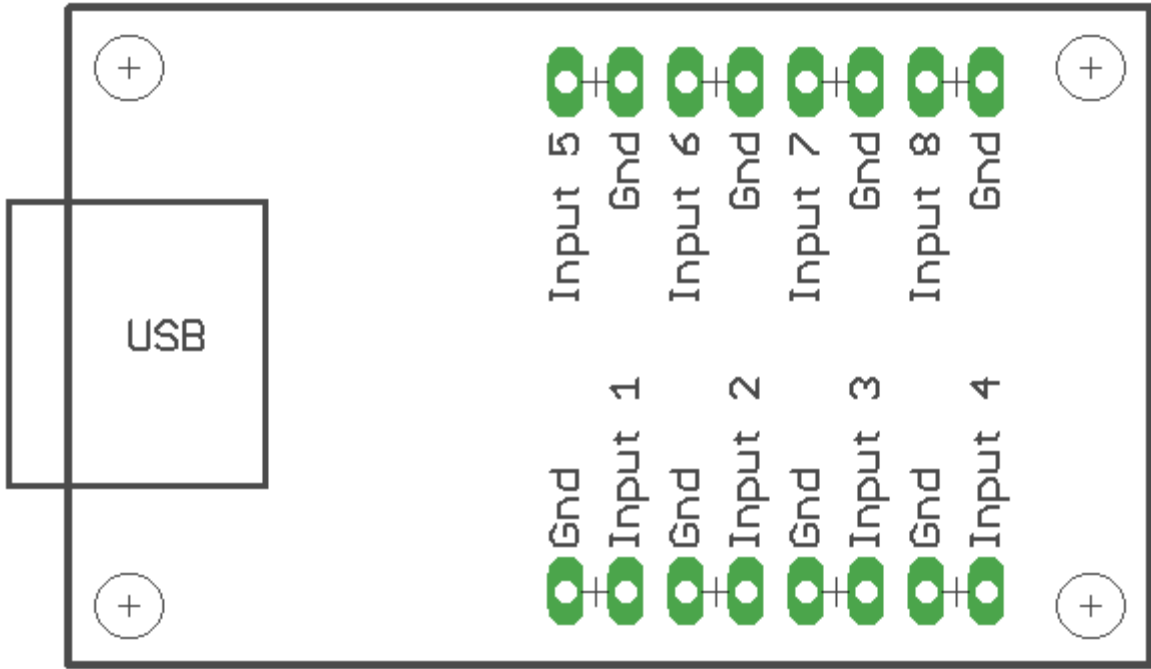 Input 5
Gnd
Input 6
Gnd
Input 7
Gnd
Input 8
Gnd
USB
Gnd
Input 1
Gnd
Input 2
Gnd
Input 3
Gnd
Input 4